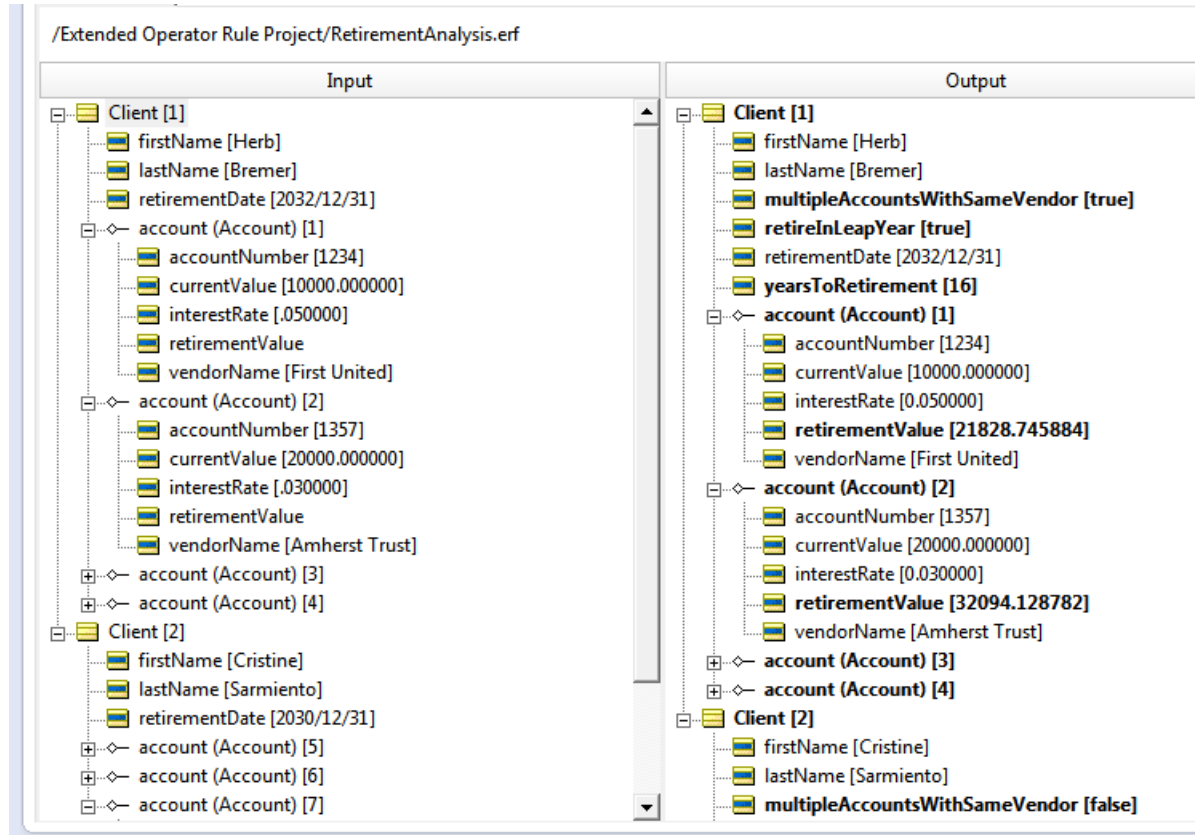 /Extended Operator Rule Project/RetirementAnalysis.erf
Input
Client [1]
firstName [Herb]
lastName [Bremer]
retirementDate [2032/12/31]
account (Account) [1]
accountNumber [1234]
currentValue [10000.000000]
interestRate [.050000]
retirementValue
vendorName [First United]
account (Account) [2]
accountNumber [1357]
currentValue [20000.000000]
interestRate [.030000]
retirementValue
vendorName [Amherst Trust]
account (Account) [3]
account (Account) [4]
Client [2]
firstName [Cristine]
lastName [Sarmiento]
retirementDate [2030/12/31]
account (Account) [5]
account (Account) [6]
account (Account) [7]
Output
Client [1]
firstName [Herb]
lastName [Bremer]
multipleAccountsWithSameVendor [true]
retireInLeapYear [true]
retirementDate [2032/12/31]
yearsToRetirement [16]
account (Account) [1]
accountNumber [1234]
currentValue [10000.000000]
interestRate [0.050000]
retirementValue [21828.745884]
vendorName [First United]
account (Account) [2]
accountNumber [1357]
currentValue [20000.000000]
interestRate [0.030000]
retirementValue [32094.128782]
vendorName [Amherst Trust]
account (Account) [3]
account (Account) [4]
Client [2]
firstName [Cristine]
lastName [Sarmiento]
multipleAccountsWithSameVendor [false]